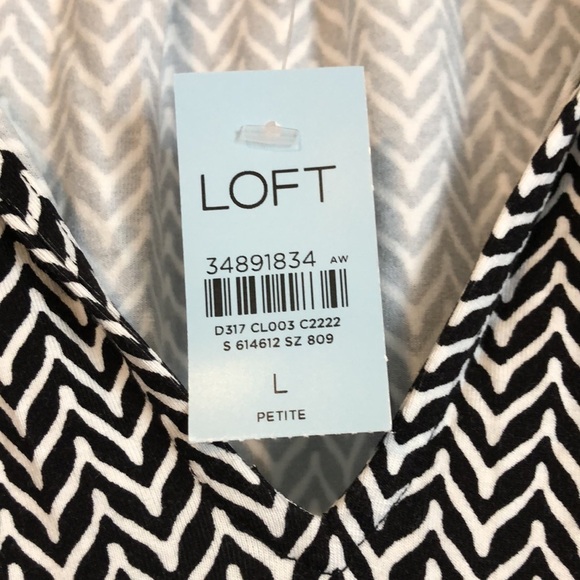 LOFT
34891834 AW
D317 CL003 C2222
S 614612 SZ 809
L
PETITE